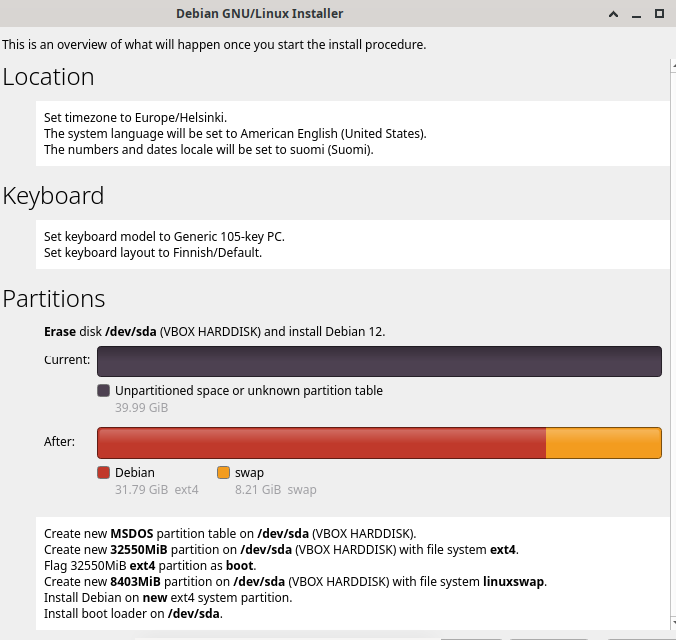 Debian GNU/Linux Installer
This is an overview of what will happen once you start the install procedure.
Location
Set timezone to Europe/Helsinki.
The system language will be set to American English (United States).
The numbers and dates locale will be set to suomi (Suomi).
Keyboard
Set keyboard model to Generic 105-key PC.
Set keyboard layout to Finnish/Default.
Partitions
Erase disk /dev/sda (VBOX HARDDISK) and install Debian 12.
Current:
Unpartitioned space or unknown partition table
39.99 GiB
After:
Debian swap
31.79 GiB ext4 8.21 GiB swap
Create new MSDOS partition table on /dev/sda (VBOX HARDDISK).
Create new 32550MiB partition on /dev/sda (VBOX HARDDISK) with file system ext4.
Flag 32550MiB ext4 partition as boot.
Create new 8403MiB partition on /dev/sda (VBOX HARDDISK) with file system linuxswap.
Install Debian on new ext4 system partition.
Install boot loader on /dev/sda.